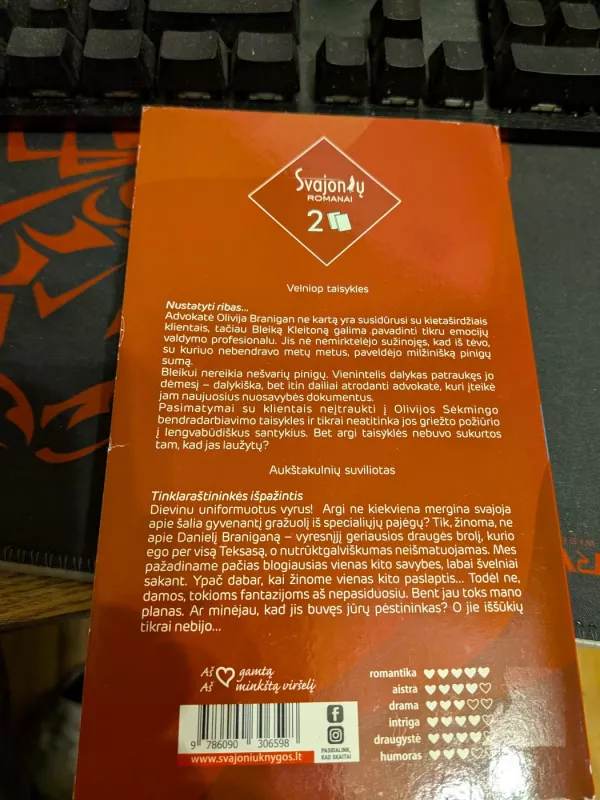 Svajonių
ROMANAI
2
Velniop taisykles
Nustatyti ribas...
Advokatė Olivija Branigan ne kartą yra susidūrusi su kietaširdžiais
klientais, tačiau Bleiką Kleitoną galima pavadinti tikru emocijų
valdymo profesionalu. Jis nė nemirktelėjo sužinojęs, kad iš tėvo,
su kuriuo nebendravo metų metus, paveldėjo milžinišką pinigų
sumą.
Bleikui nereikia nešvarių pinigų. Vienintelis dalykas patraukęs jo
dėmesį – dalykiška, bet itin dailiai atrodanti advokatė, kuri įteikė
jam naujuosius nuosavybės dokumentus.
Pasimatymai su klientais neįtraukti į Olivijos Sėkmingo
bendradarbiavimo taisykles ir tikrai neatitinka jos griežto požiūrio
į lengvabūdiškus santykius. Bet argi taisyklės nebuvo sukurtos
tam, kad jas laužytų?
Aukštakulnių suviliotas
Tinklaraštininkės išpažintis
Dievinu uniformuotus vyrus! Argi ne kiekviena mergina svajoja
apie šalia gyvenantį gražuolį iš specialiųjų pajėgų? Tik, žinoma, ne
apie Danielį Braniganą – vyresnįjį geriausios draugės brolį, kurio
ego per visą Teksasą, o nutrūktgalviškumas neišmatuojamas. Mes
pažadiname pačias blogiausias vienas kito savybes, labai švelniai
sakant. Ypač dabar, kai žinome vienas kito paslaptis... Todėl ne,
damos, tokioms fantazijoms aš nepasiduosiu. Bent jau toks mano
planas. Ar minėjau, kad jis buvęs jūrų pėstininkas? O jie iššūkių
tikrai nebijo...
Aš gamtą
Aš minkštą viršelį
romantika
aistra
drama
intriga
draugystė
humoras
9 786090 306598
www.svajoniuknygos.lt
PASIDALINK,
KAD SKAITAI